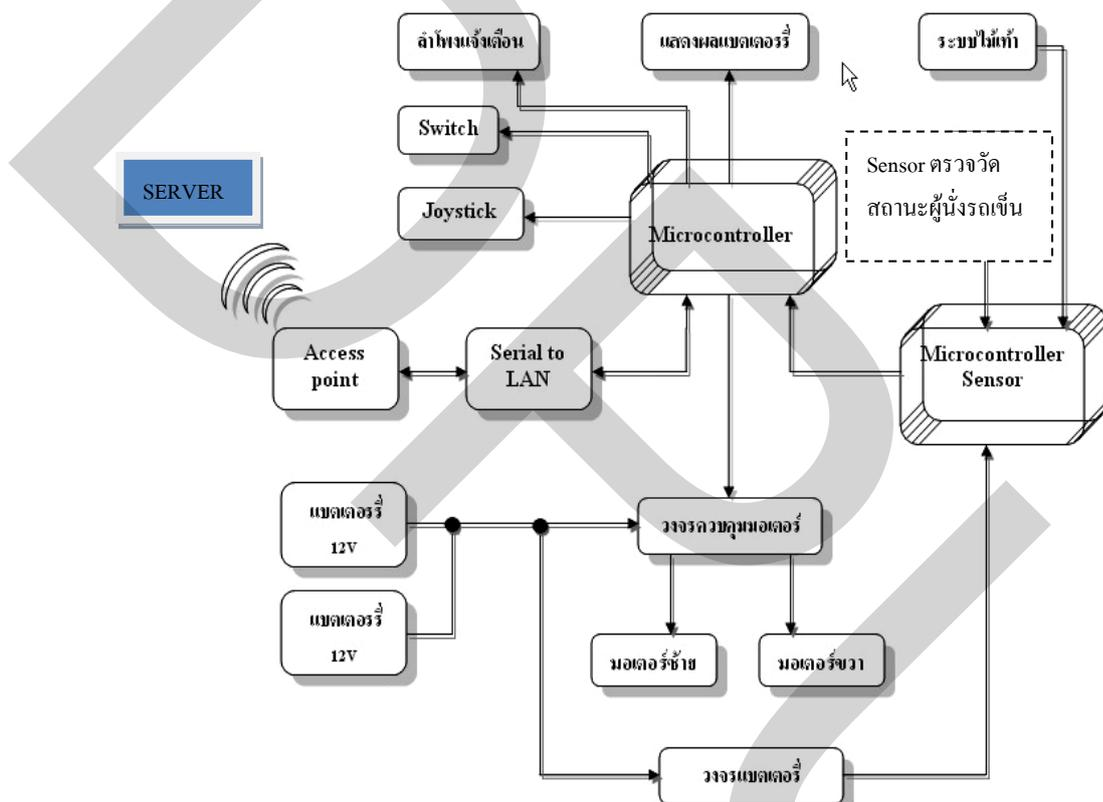 ลำโพงแจ้งเตือน
แสดงผลแบตเตอร์รี่
ระบบไม้เท้า
Switch
Sensor ตรวจวัด
สถานะผู้นั่งรถเข็น
SERVER
Joystick
Microcontroller
Access
point
Serial to
LAN
Microcontroller
Sensor
แบตเตอร์รี่
12V
วงจรควบคุมมอเตอร์
แบตเตอร์รี่
12V
มอเตอร์ซ้าย
มอเตอร์ขวา
วงจรแบตเตอรี่